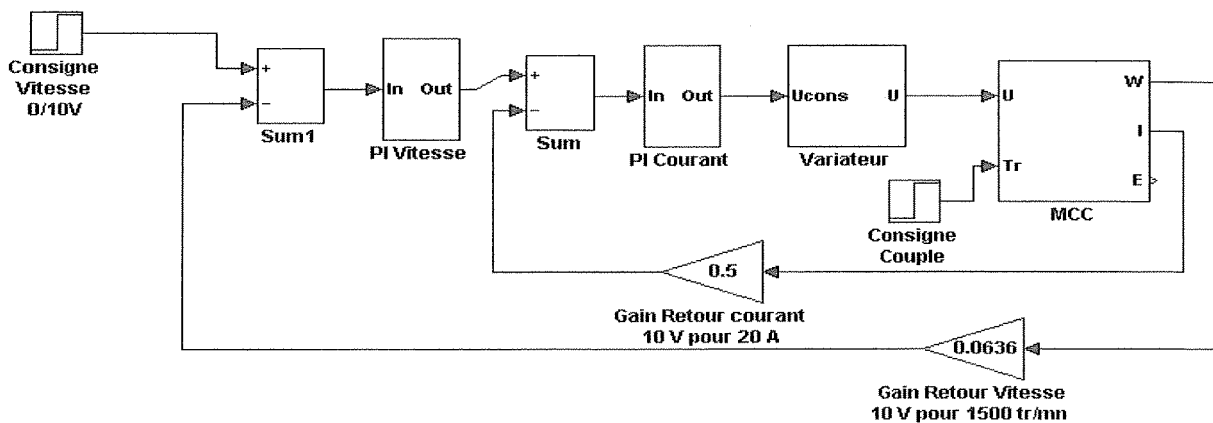 Consigne
Vitesse
0/10V
+
−
Sum1
In Out
PI Vitesse
+
−
Sum
In Out
PI Courant
Ucons U
Variateur
U
Tr
W
I
E
MCC
Consigne
Couple
0.5
Gain Retour courant
10 V pour 20 A
0.0636
Gain Retour Vitesse
10 V pour 1500 tr/mn